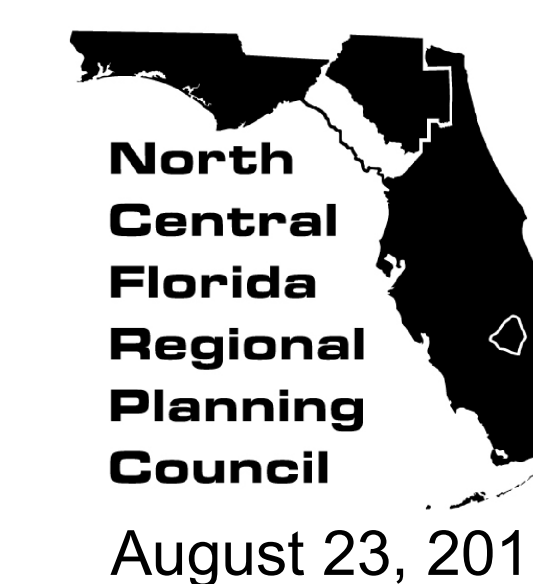 North
Central
Florida
Regional
Planning
Council
August 23, 201